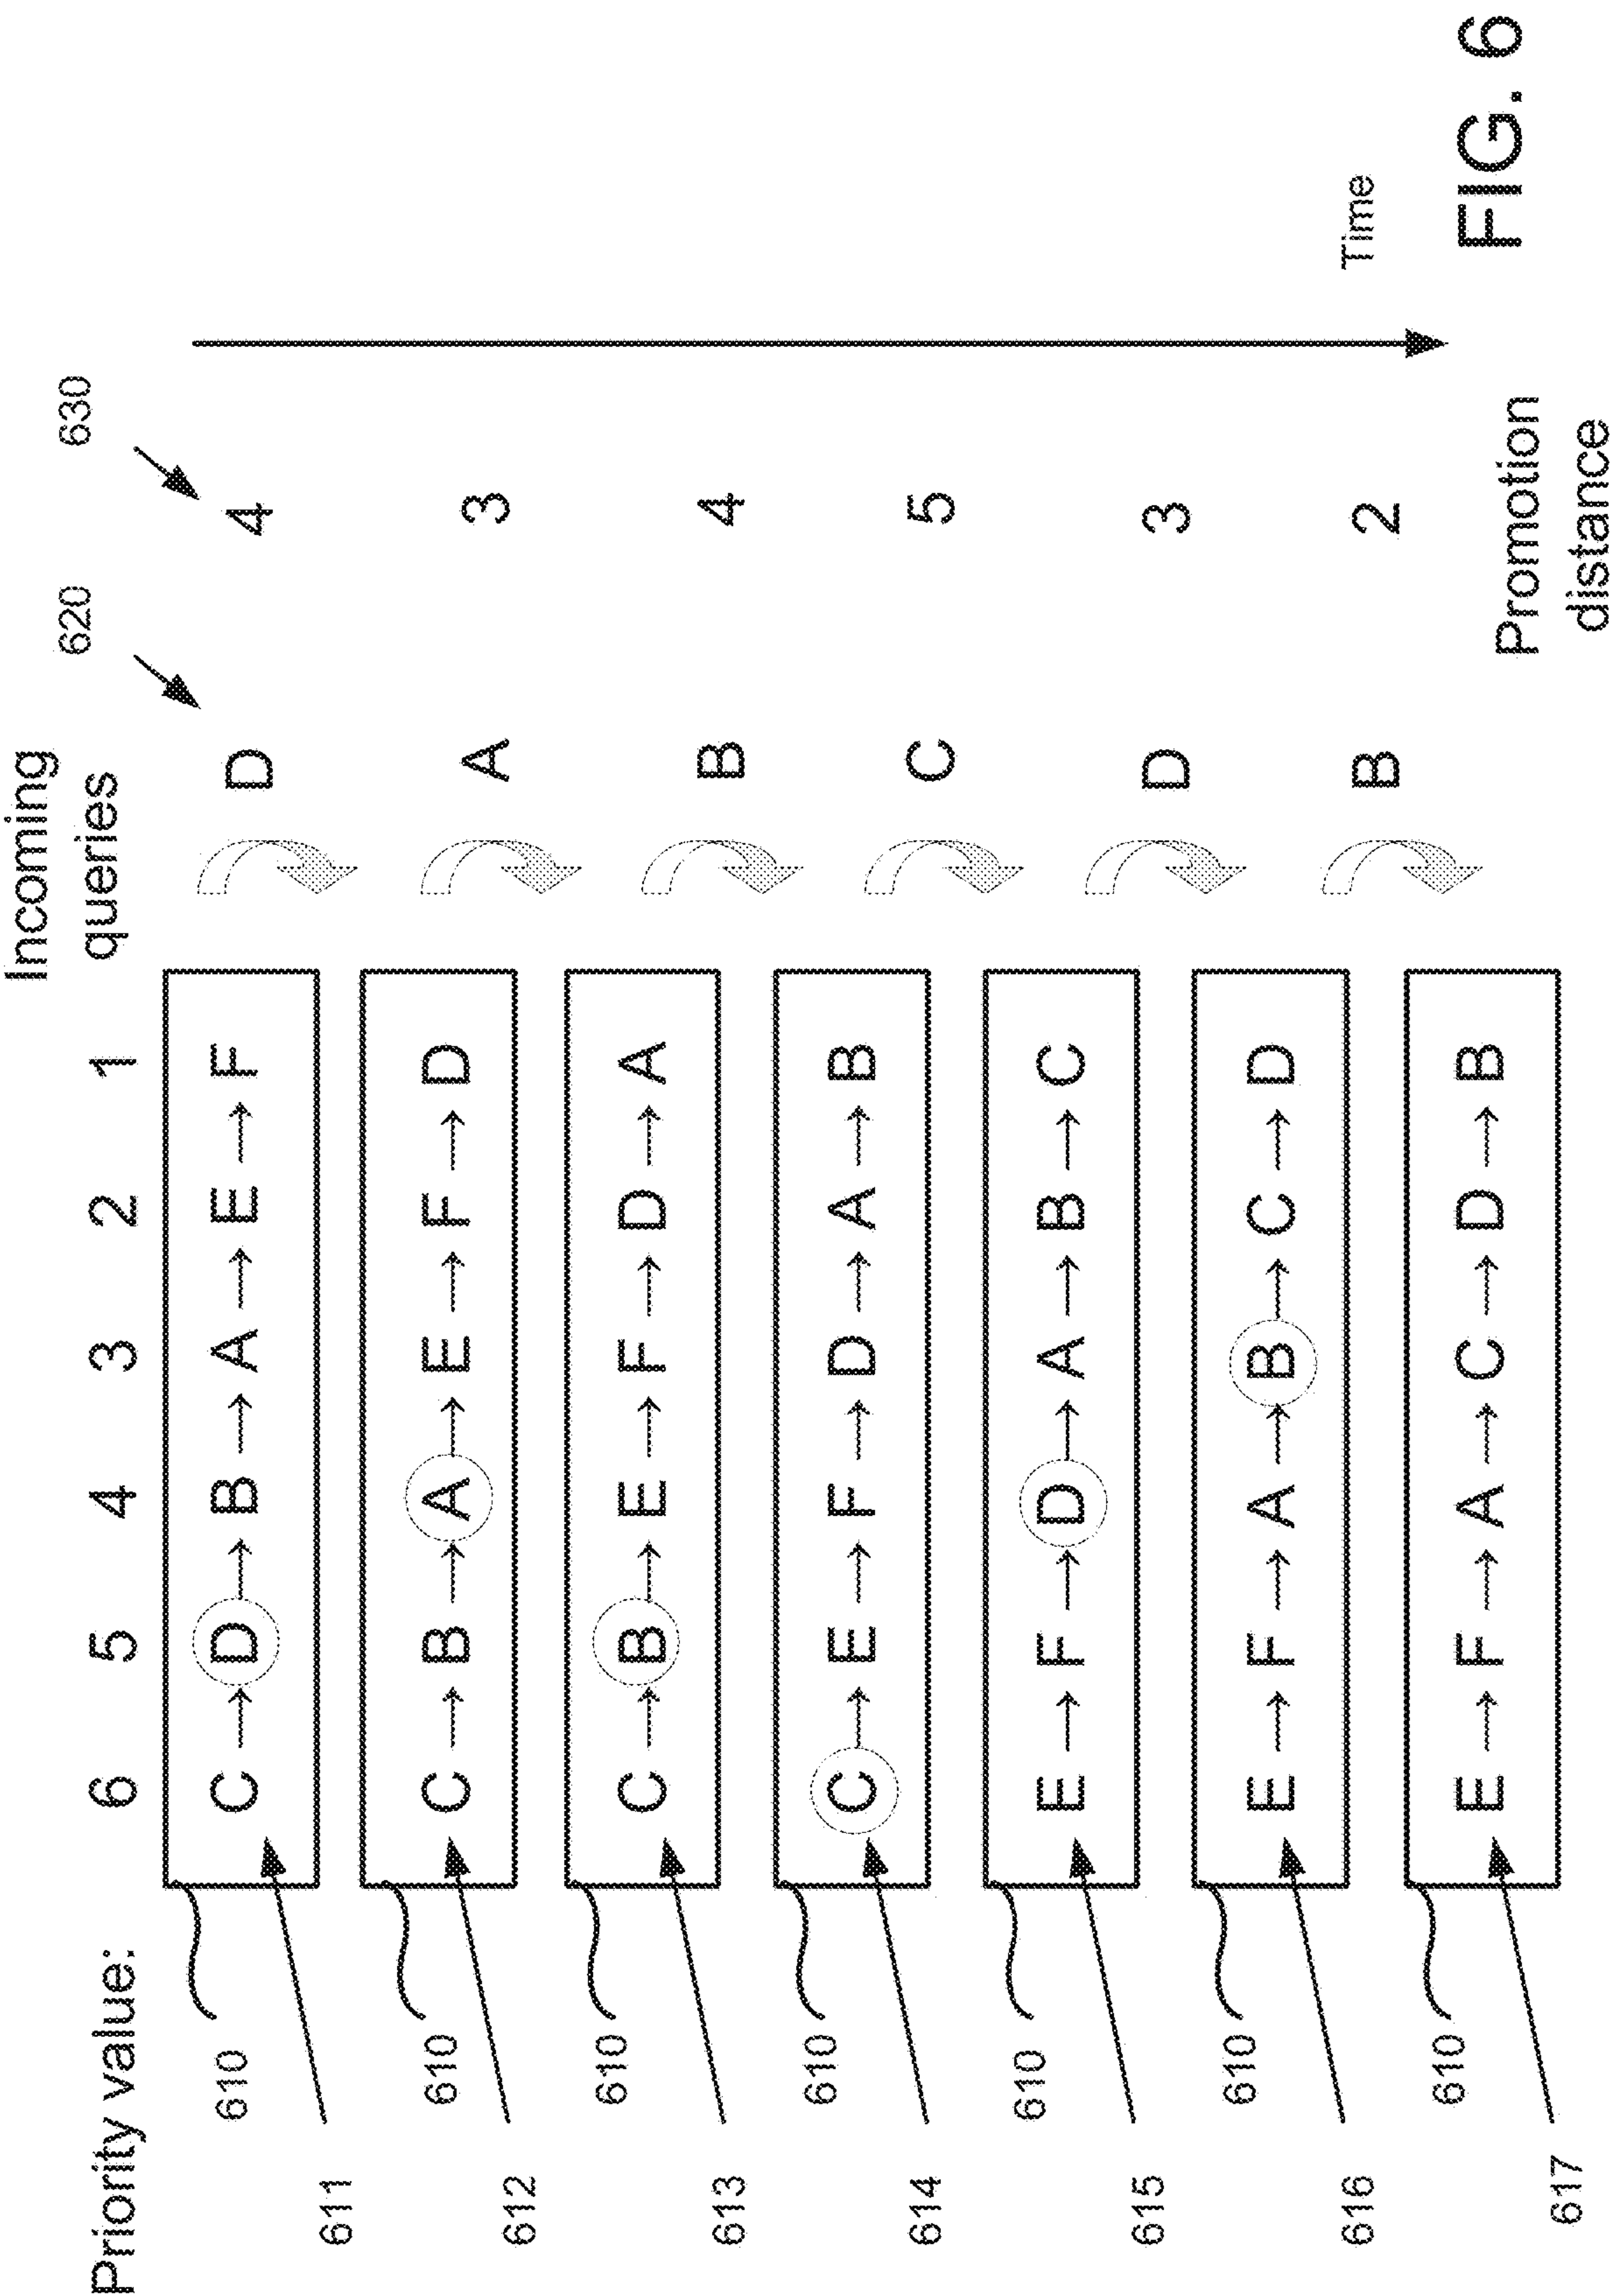 Incoming
queries
620
630
Priority value:
6 5 4 3 2 1
610
611
C → D → B → A → E → F
D
4
610
612
C → B → A → E → F → D
A
3
610
613
C → B → E → F → D → A
B
4
610
614
C → E → F → D → A → B
C
5
610
615
E → F → D → A → B → C
D
3
610
616
E → F → A → B → C → D
B
2
610
617
E → F → A → C → D → B
Promotion
distance
Time
FIG. 6